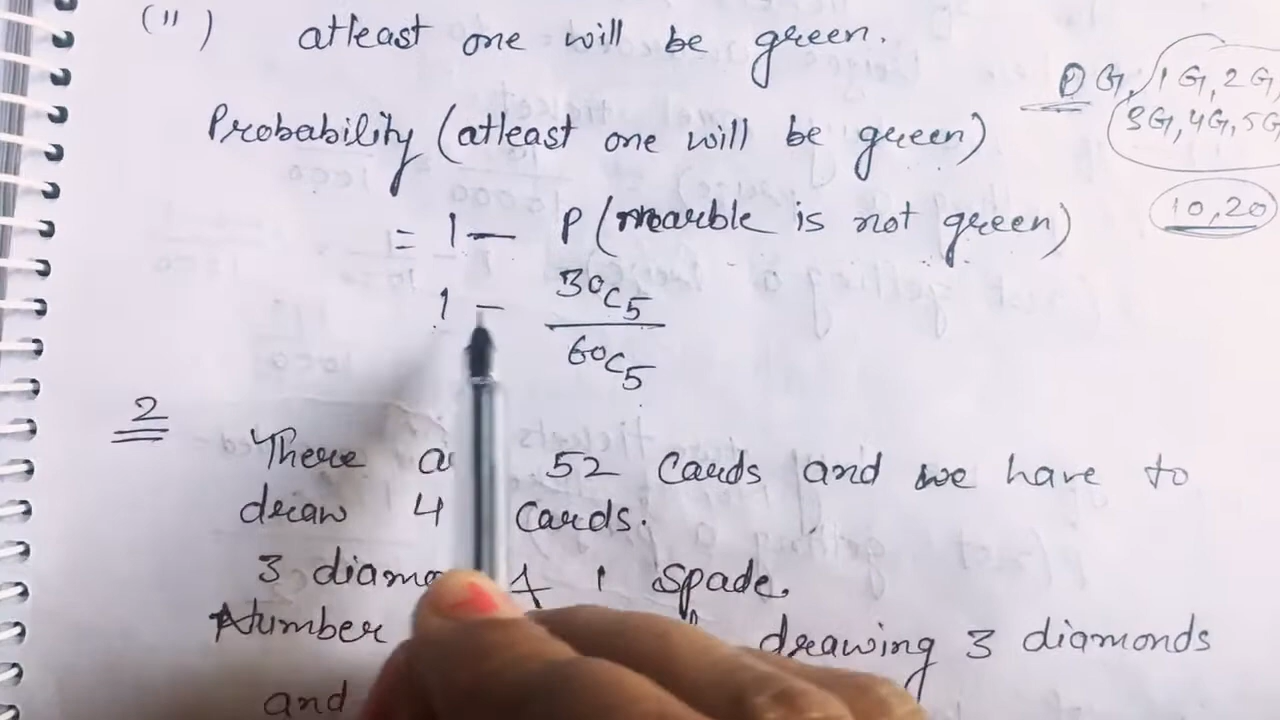 (ii) atleast one will be green.
0G, 1G, 2G,
3G, 4G, 5G
Probability (atleast one will be green)
10, 20
= 1 - P (marble is not green)
1 - 30C5 / 60C5
2
There a 52 Cards and we have to
draw 4 Cards.
3 diamo 1 Spade.
Number drawing 3 diamonds
and